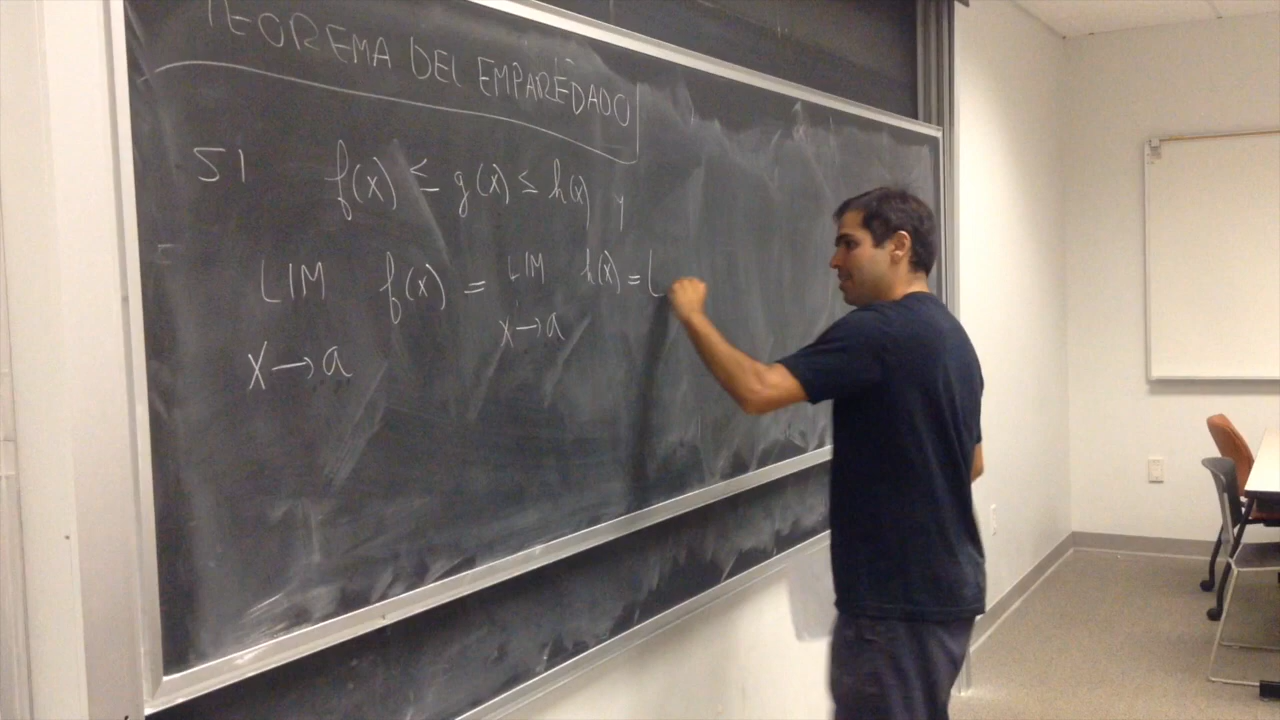 TEOREMA DEL EMPAREDADO
SI f(x) ≤ g(x) ≤ h(x) y
LIM f(x) = LIM h(x) = L
x→a x→a